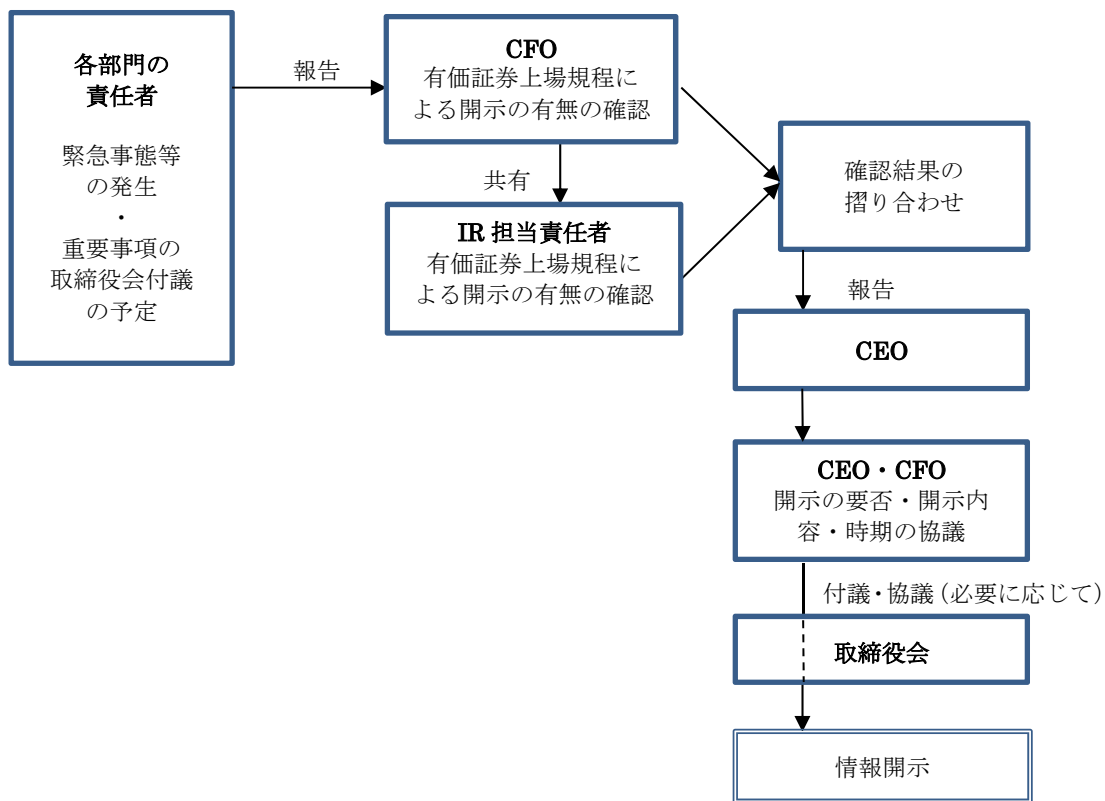 各部門の
責任者
緊急事態等
の発生
・
重要事項の
取締役会付議
の予定
報告
CFO
有価証券上場規程に
よる開示の有無の確認
共有
IR 担当責任者
有価証券上場規程に
よる開示の有無の確認
確認結果の
摺り合わせ
報告
CEO
CEO・CFO
開示の要否・開示内
容・時期の協議
付議・協議（必要に応じて）
取締役会
情報開示